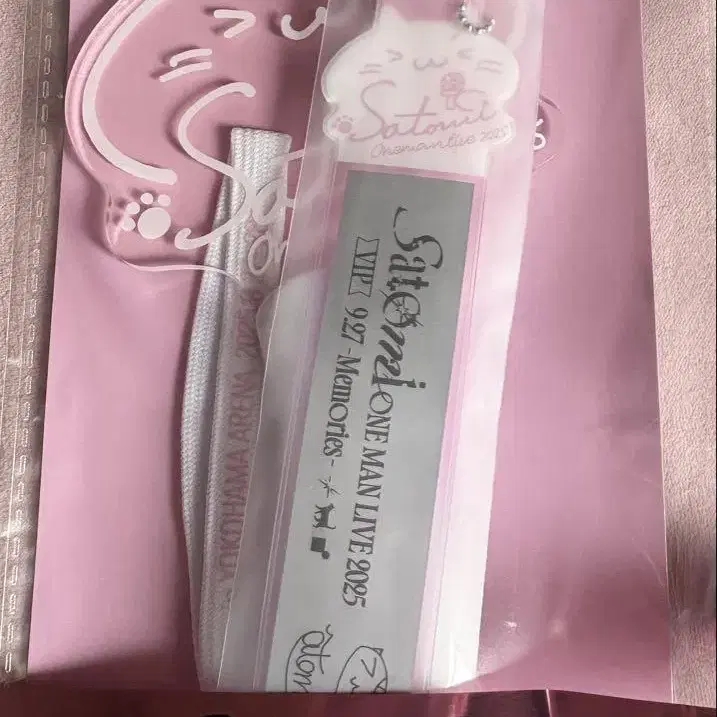 Satomi
Onemanlive 2025
Satomi ONE MAN LIVE 2025
VIP 9.27 -Memories-
YOKOHAMA ARENA